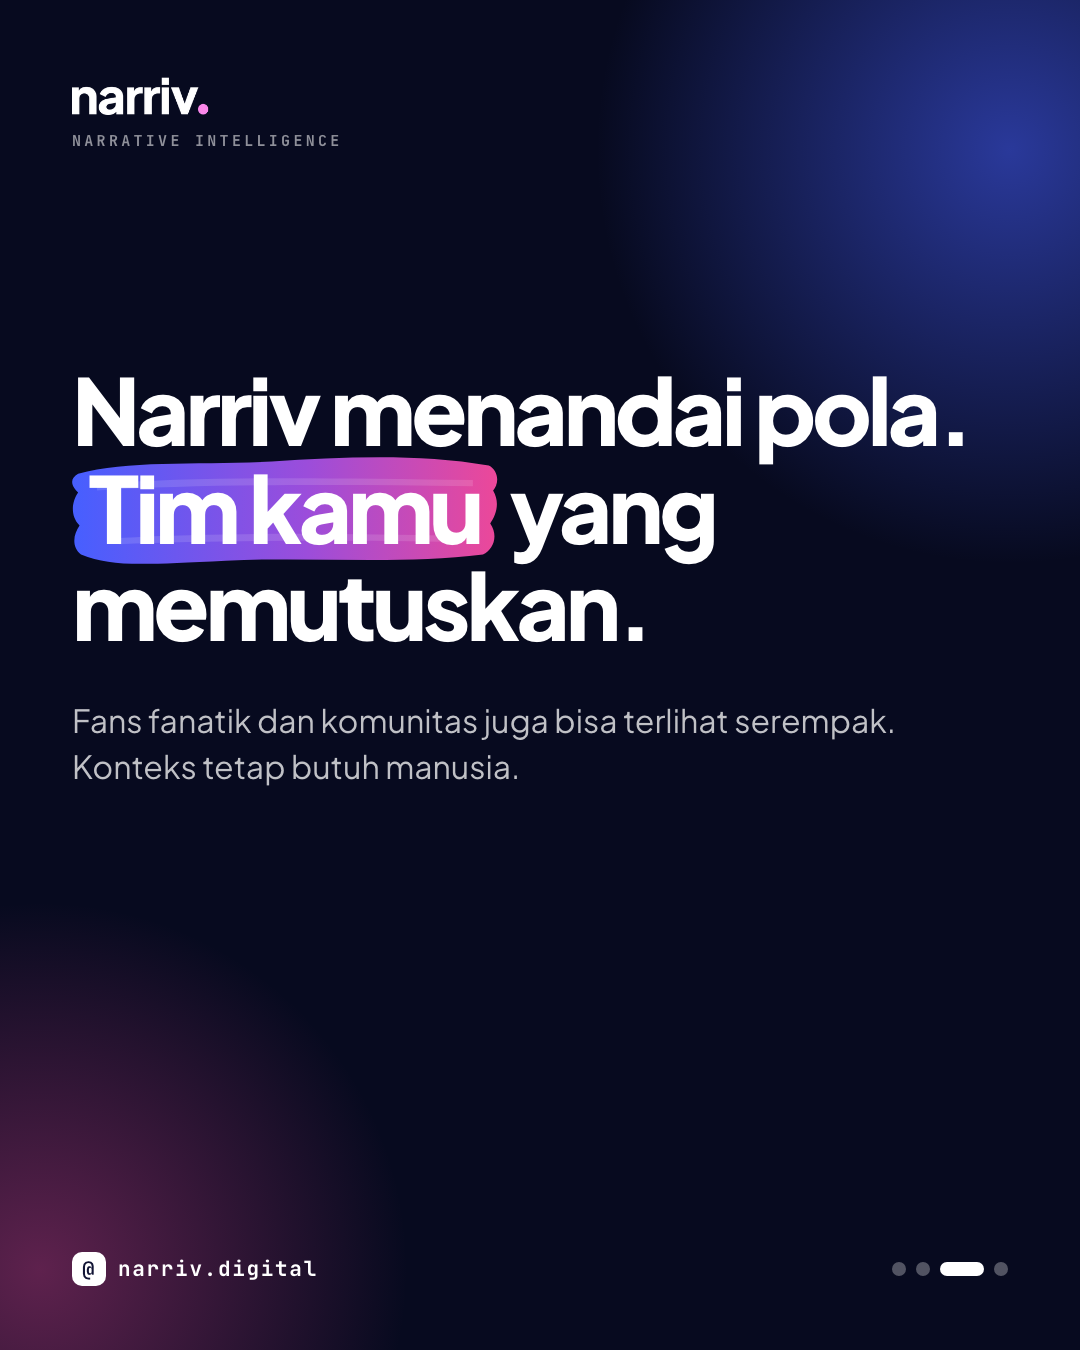 narriv.
NARRATIVE INTELLIGENCE
Narriv menandai pola.
Tim kamu yang
memutuskan.
Fans fanatik dan komunitas juga bisa terlihat serempak.
Konteks tetap butuh manusia.
@ narriv.digital